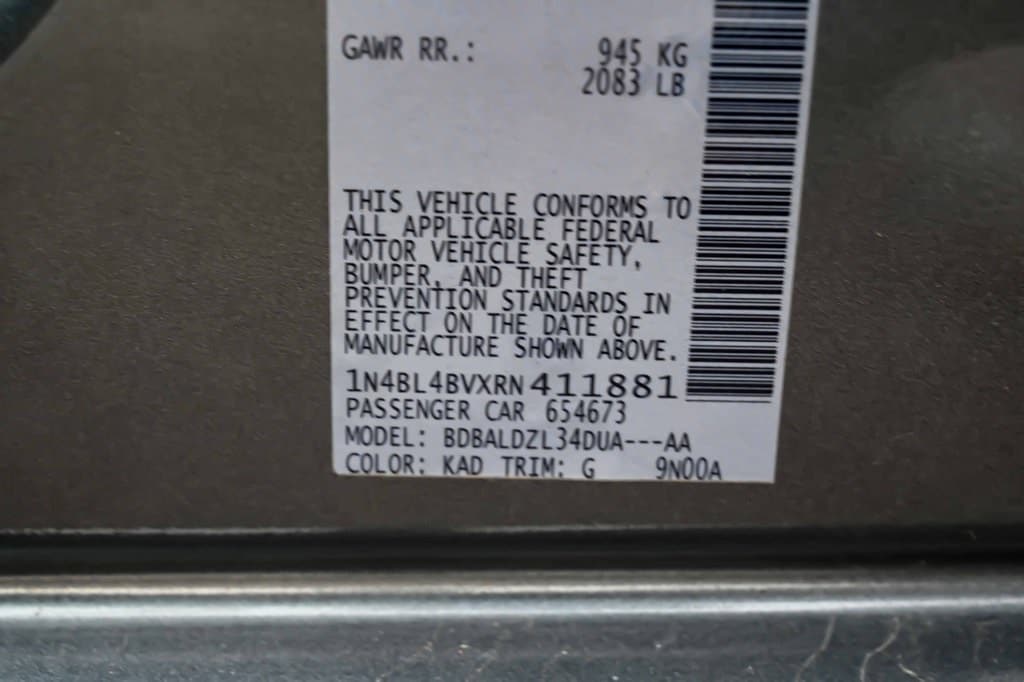 GAWR RR.: 945 KG
2083 LB
THIS VEHICLE CONFORMS TO
ALL APPLICABLE FEDERAL
MOTOR VEHICLE SAFETY,
BUMPER, AND THEFT
PREVENTION STANDARDS IN
EFFECT ON THE DATE OF
MANUFACTURE SHOWN ABOVE.
1N4BL4BVXRN411881
PASSENGER CAR 654673
MODEL: BDBALDZL34DUA---AA
COLOR: KAD TRIM: G 9N00A